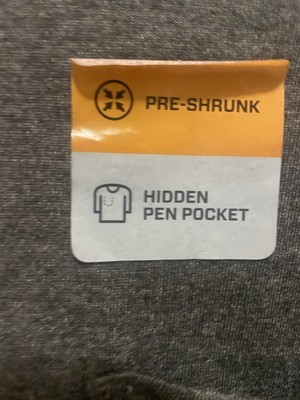 PRE-SHRUNK
HIDDEN
PEN POCKET